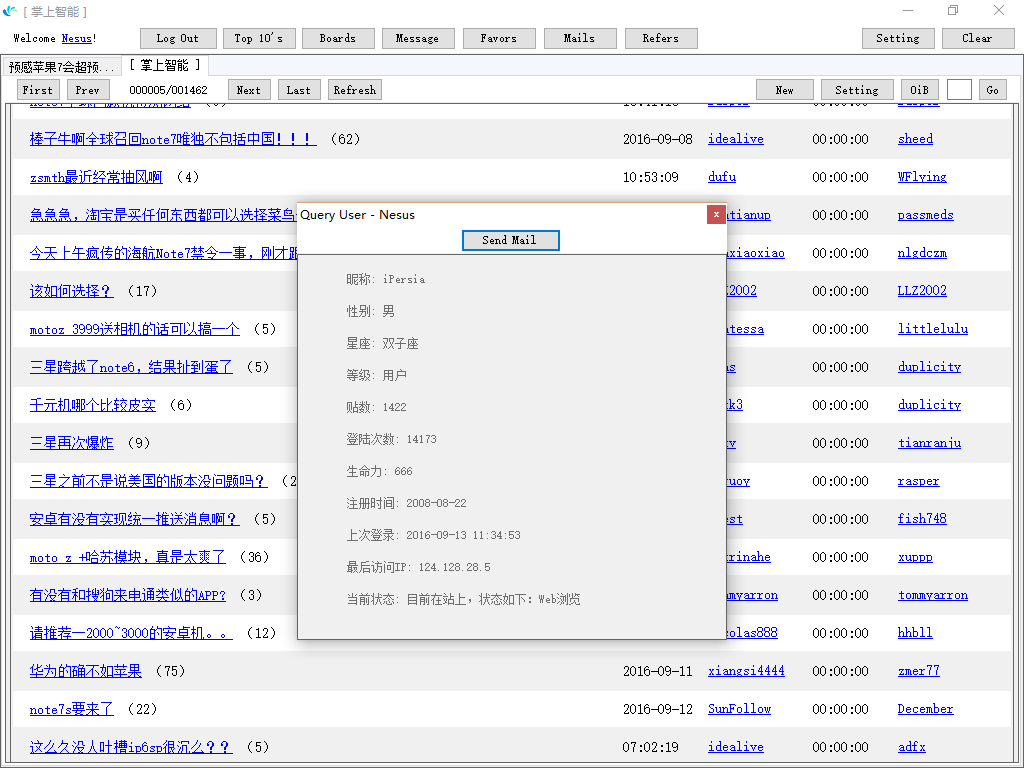 [ 掌上智能 ]
Welcome Nesus! Log Out Top 10's Boards Message Favors Mails Refers Setting Clear
预感苹果7会超预... [ 掌上智能 ]
First Prev 000005/001462 Next Last Refresh New Setting OiB Go
棒子牛啊全球召回note7唯独不包括中国！！！ (62) 2016-09-08 idealive 00:00:00 sheed
zsmth最近经常抽风啊 (4) 10:53:09 dufu 00:00:00 WFlying
急急急，淘宝是买任何东西都可以选择菜鸟 tianup 00:00:00 passmeds
今天上午疯传的海航Note7禁令一事，刚才跟 xiaoxiao 00:00:00 nlgdczm
该如何选择？ (17) 2002 00:00:00 LLZ2002
motoz 3999送相机的话可以搞一个 (5) tessa 00:00:00 littlelulu
三星跨越了note6，结果扯到蛋了 (5) s 00:00:00 duplicity
千元机哪个比较皮实 (6) k3 00:00:00 duplicity
三星再次爆炸 (9) 00:00:00 tianranju
三星之前不是说美国的版本没问题吗？ (2 uoy 00:00:00 rasper
安卓有没有实现统一推送消息啊？ (5) st 00:00:00 fish748
moto z +哈苏模块，真是太爽了 (36) rinahe 00:00:00 xuppp
有没有和搜狗来电通类似的APP? (3) myarron 00:00:00 tommyarron
请推荐一2000~3000的安卓机。。 (12) olas888 00:00:00 hhbll
华为的确不如苹果 (75) 2016-09-11 xiangsi4444 00:00:00 zmer77
note7s要来了 (22) 2016-09-12 SunFollow 00:00:00 December
这么久没人吐槽ip6sp很沉么？？ (5) 07:02:19 idealive 00:00:00 adfx
Query User - Nesus x
Send Mail
昵称: iPersia
性别: 男
星座: 双子座
等级: 用户
贴数: 1422
登陆次数: 14173
生命力: 666
注册时间: 2008-08-22
上次登录: 2016-09-13 11:34:53
最后访问IP: 124.128.28.5
当前状态: 目前在站上，状态如下：Web浏览